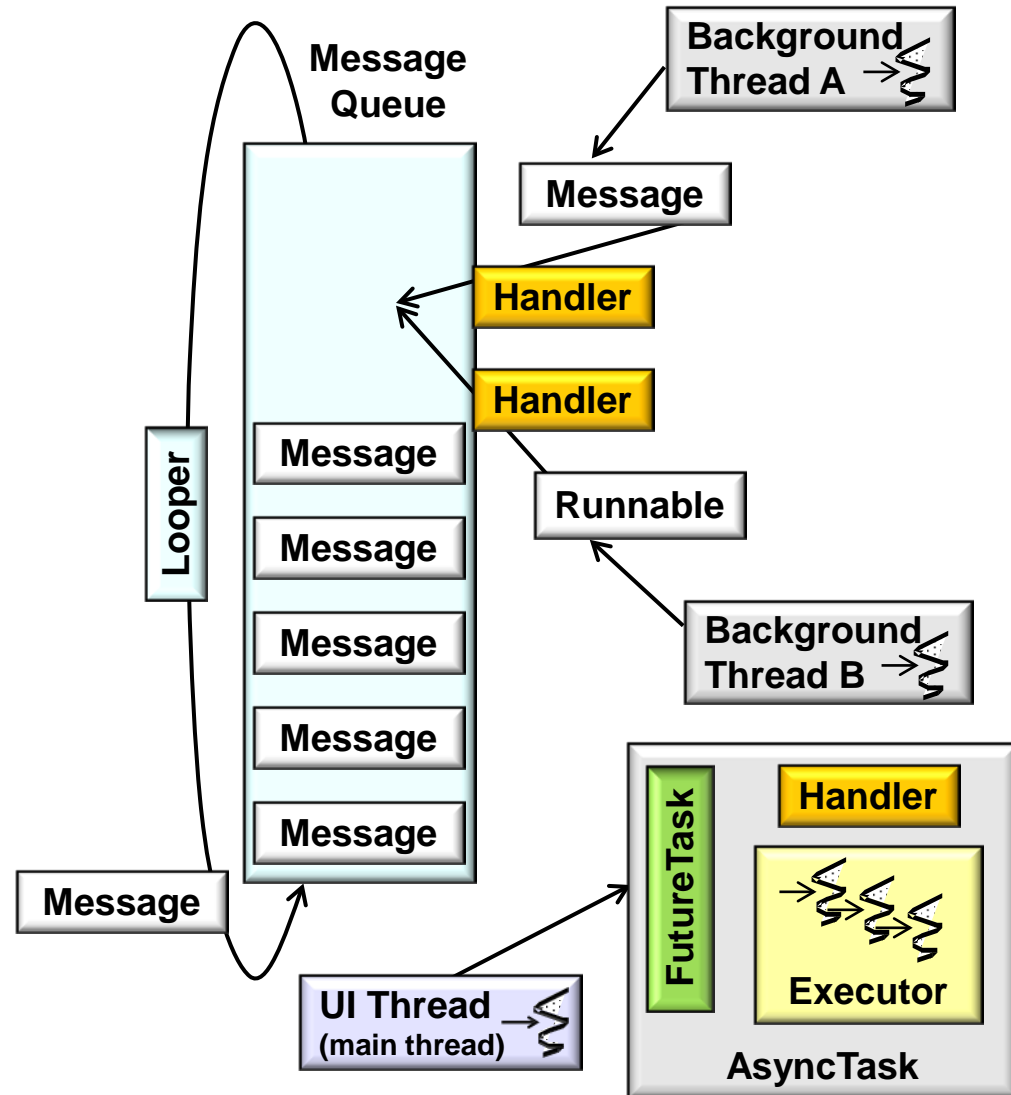 Message
Queue
Background
Thread A
Message
Handler
Handler
Message
Looper
Runnable
Message
Message
Background
Thread B
Message
Message
Message
UI Thread
(main thread)
FutureTask
Handler
Executor
AsyncTask